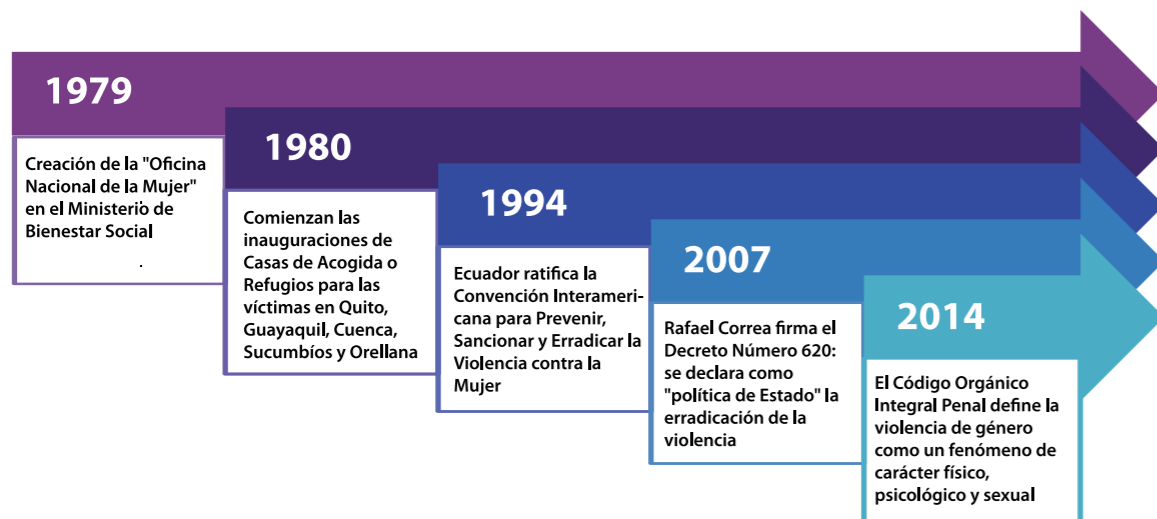 1979
Creación de la "Oficina
Nacional de la Mujer"
en el Ministerio de
Bienestar Social
.
1980
Comienzan las
inauguraciones de
Casas de Acogida o
Refugios para las
víctimas en Quito,
Guayaquil, Cuenca,
Sucumbíos y Orellana
1994
Ecuador ratifica la
Convención Interameri-
cana para Prevenir,
Sancionar y Erradicar la
Violencia contra la
Mujer
2007
Rafael Correa firma el
Decreto Número 620:
se declara como
"política de Estado" la
erradicación de la
violencia
2014
El Código Orgánico
Integral Penal define la
violencia de género
como un fenómeno de
carácter físico,
psicológico y sexual